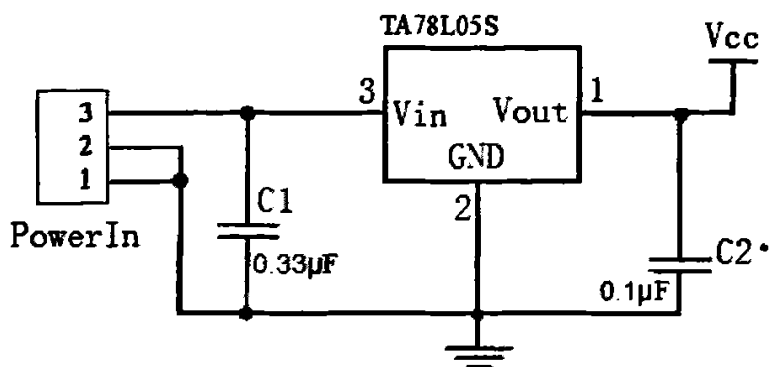 TA78L05S
Vcc
3
Vin
Vout
1
GND
2
3
2
1
PowerIn
C1
0.33μF
C2
0.1μF